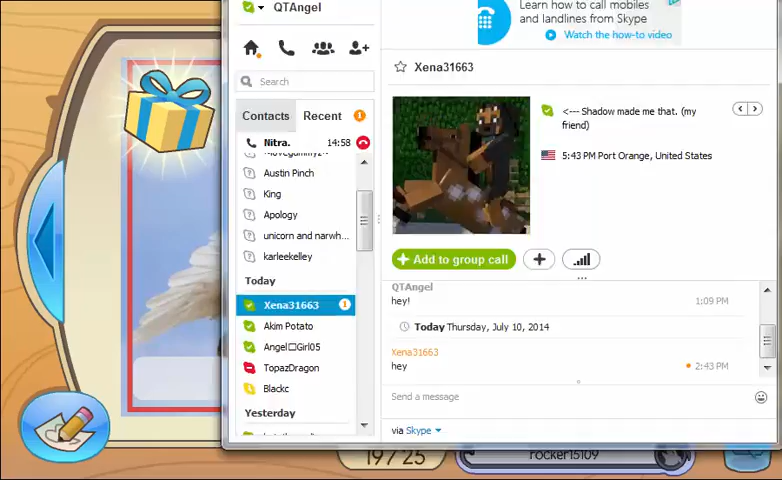 QTAngel
Learn how to call mobiles
and landlines from Skype
Watch the how-to video
Search
Contacts
Recent
1
Nitra.
14:58
Austin Pinch
King
Apology
unicorn and narwh...
karleekelley
Today
Xena31663
1
Akim Potato
Angel□Girl05
TopazDragon
Blackc
Yesterday
Xena31663
<--- Shadow made me that. (my
friend)
5:43 PM Port Orange, United States
Add to group call
QTAngel
hey!
1:09 PM
Today Thursday, July 10, 2014
Xena31663
hey
2:43 PM
Send a message
via Skype
19/25
rocker15109